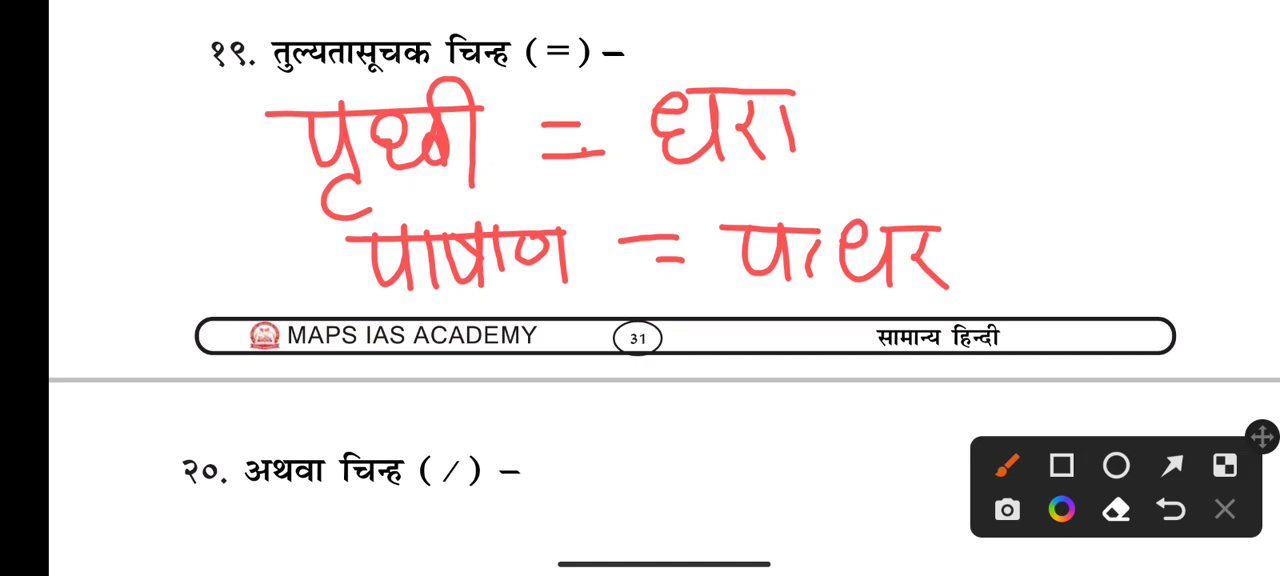 १९. तुल्यतासूचक चिन्ह (=) –
पृथ्वी = धरा
पाषाण = पत्थर
MAPS IAS ACADEMY 31 सामान्य हिन्दी
२०. अथवा चिन्ह (/) –